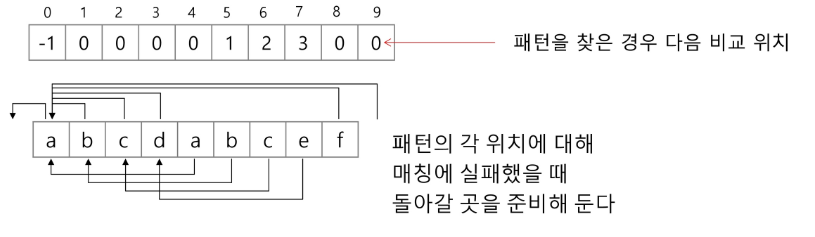 0 1 2 3 4 5 6 7 8 9
-1 0 0 0 0 1 2 3 0 0
패턴을 찾은 경우 다음 비교 위치
a b c d a b c e f
패턴의 각 위치에 대해
매칭에 실패했을 때
돌아갈 곳을 준비해 둔다